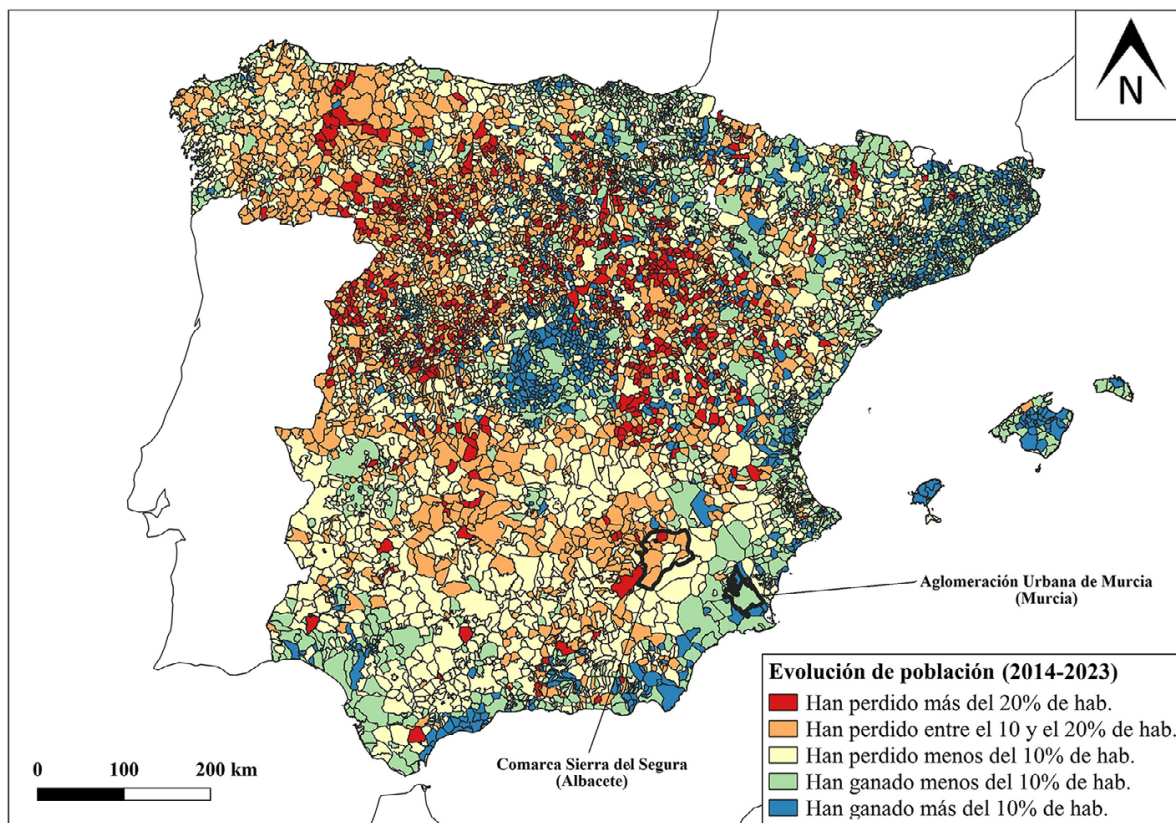 N
Aglomeración Urbana de Murcia
(Murcia)
Evolución de población (2014-2023)
Han perdido más del 20% de hab.
Han perdido entre el 10 y el 20% de hab.
Han perdido menos del 10% de hab.
Han ganado menos del 10% de hab.
Han ganado más del 10% de hab.
Comarca Sierra del Segura
(Albacete)
0 100 200 km